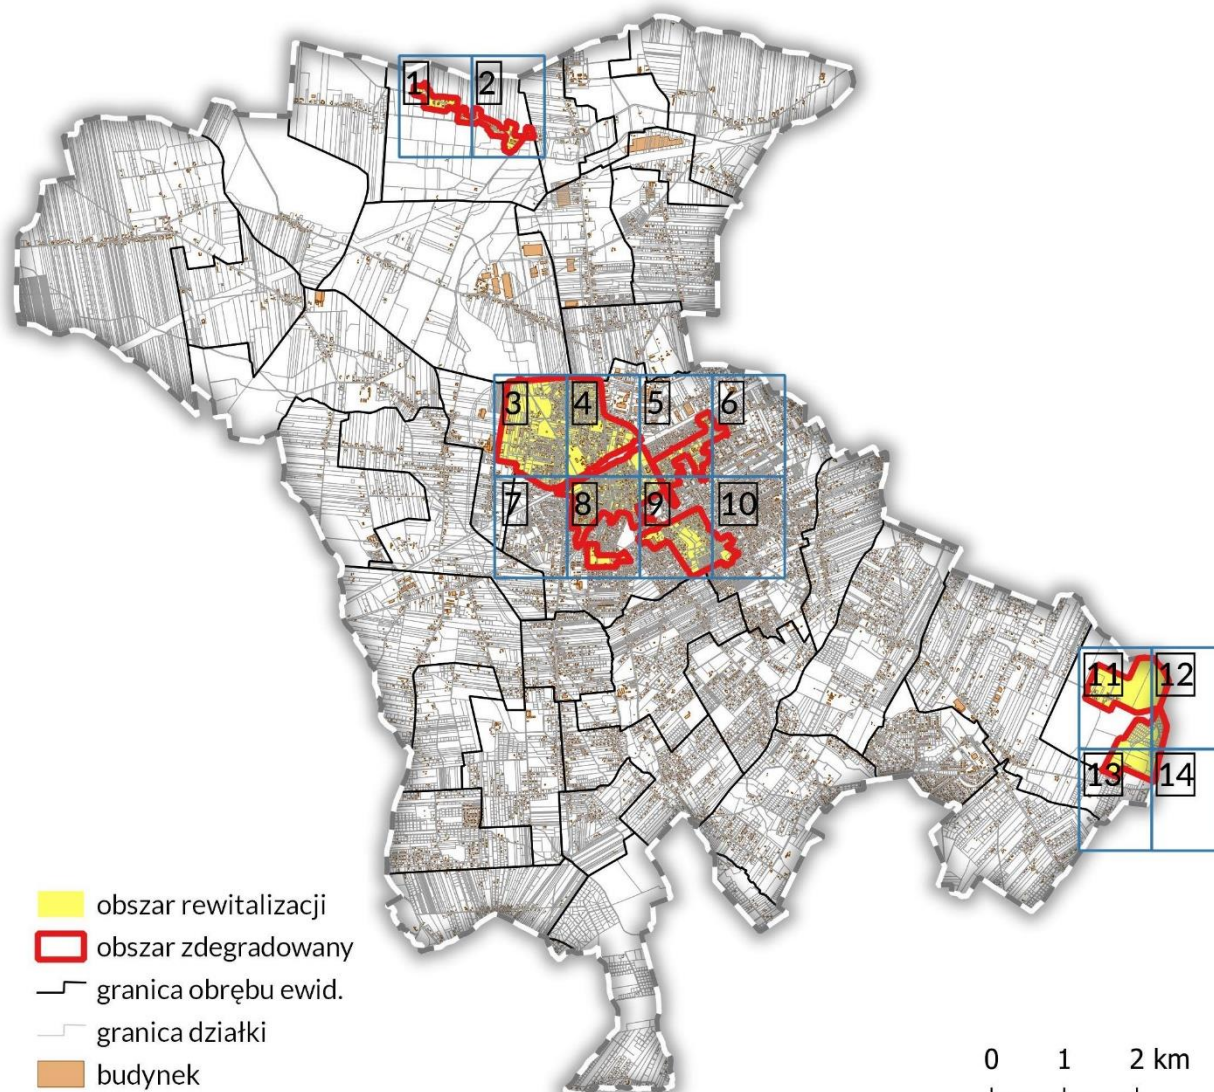 1 2
3 4 5 6
7 8 9 10
11 12
13 14
obszar rewitalizacji
obszar zdegradowany
granica obrębu ewid.
granica działki
budynek
0 1 2 km